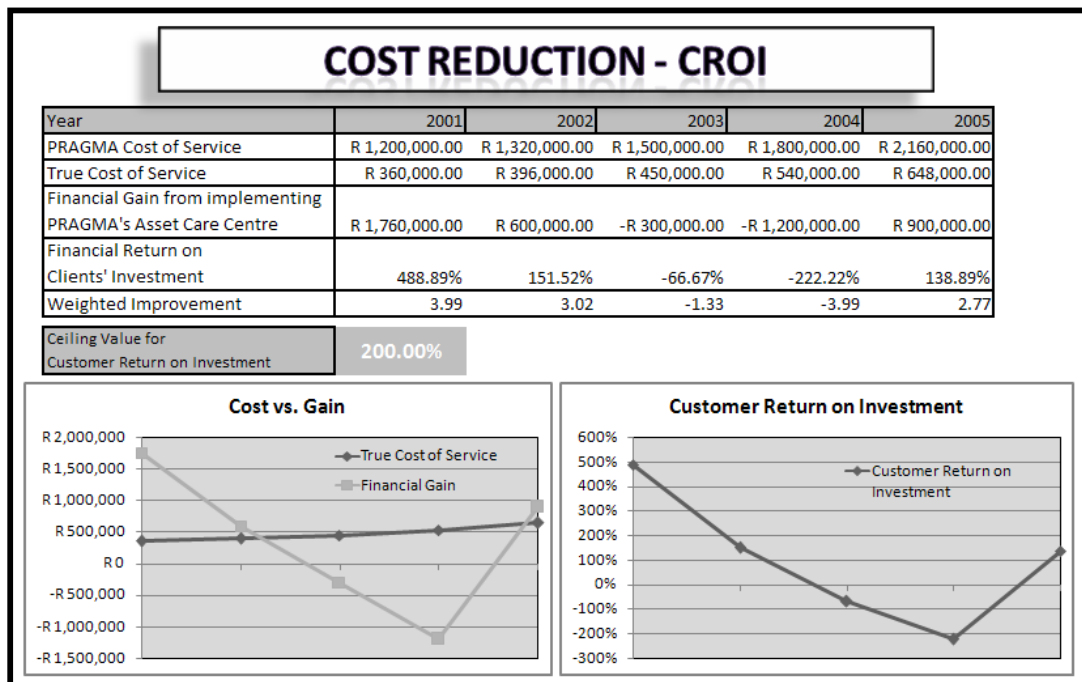 COST REDUCTION - CROI
Year 2001 2002 2003 2004 2005
PRAGMA Cost of Service R 1,200,000.00 R 1,320,000.00 R 1,500,000.00 R 1,800,000.00 R 2,160,000.00
True Cost of Service R 360,000.00 R 396,000.00 R 450,000.00 R 540,000.00 R 648,000.00
Financial Gain from implementing
PRAGMA's Asset Care Centre R 1,760,000.00 R 600,000.00 -R 300,000.00 -R 1,200,000.00 R 900,000.00
Financial Return on
Clients' Investment 488.89% 151.52% -66.67% -222.22% 138.89%
Weighted Improvement 3.99 3.02 -1.33 -3.99 2.77
Ceiling Value for
Customer Return on Investment
200.00%
Cost vs. Gain
R 2,000,000
R 1,500,000
R 1,000,000
R 500,000
R 0
-R 500,000
-R 1,000,000
-R 1,500,000
True Cost of Service
Financial Gain
Customer Return on Investment
600%
500%
400%
300%
200%
100%
0%
-100%
-200%
-300%
Customer Return on
Investment